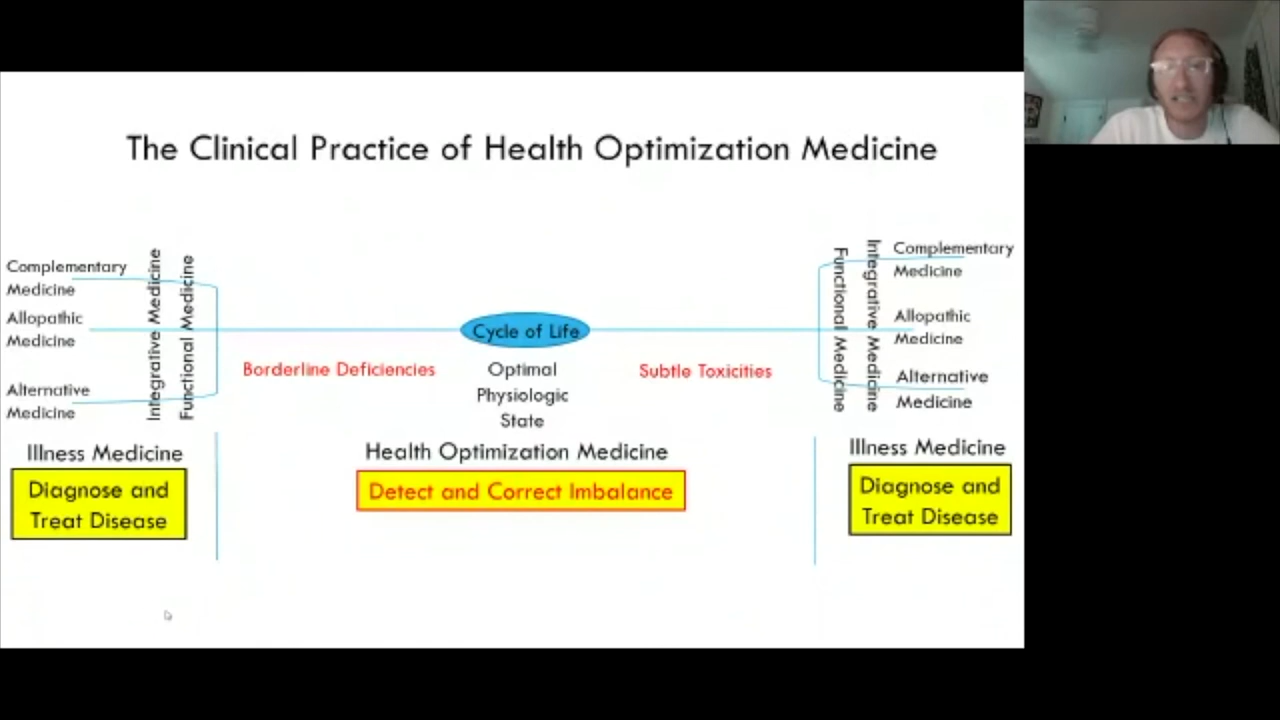 The Clinical Practice of Health Optimization Medicine
Complementary
Medicine
Allopathic
Medicine
Alternative
Medicine
Integrative Medicine
Functional Medicine
Illness Medicine
Diagnose and
Treat Disease
Borderline Deficiencies
Cycle of Life
Optimal
Physiologic
State
Subtle Toxicities
Health Optimization Medicine
Detect and Correct Imbalance
Functional Medicine
Integrative Medicine
Complementary
Medicine
Allopathic
Medicine
Alternative
Medicine
Illness Medicine
Diagnose and
Treat Disease